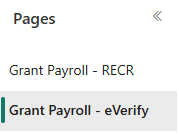 Pages
Grant Payroll - RECR
Grant Payroll - eVerify